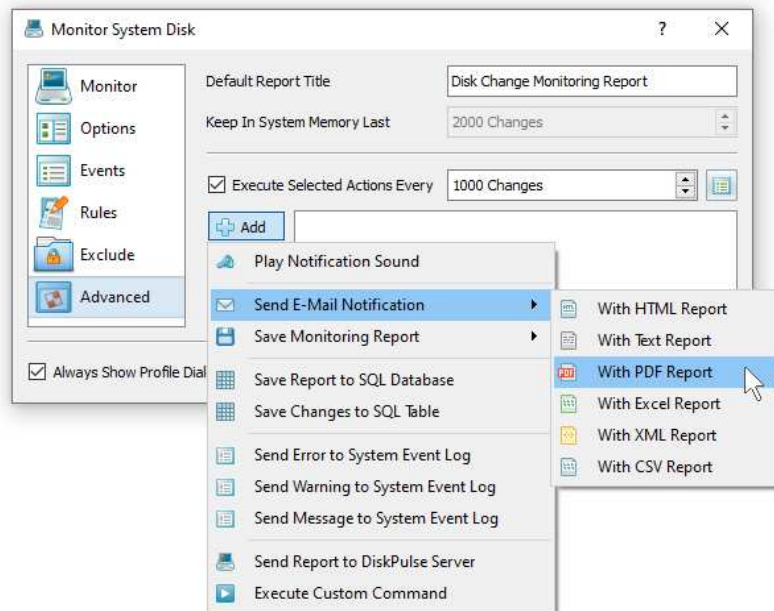 Monitor System Disk
?
Monitor
Options
Events
Rules
Exclude
Advanced
Default Report Title
Disk Change Monitoring Report
Keep In System Memory Last
2000 Changes
Execute Selected Actions Every
1000 Changes
Add
Always Show Profile Dial
Play Notification Sound
Send E-Mail Notification
Save Monitoring Report
Save Report to SQL Database
Save Changes to SQL Table
Send Error to System Event Log
Send Warning to System Event Log
Send Message to System Event Log
Send Report to DiskPulse Server
Execute Custom Command
With HTML Report
With Text Report
PDF
With PDF Report
With Excel Report
With XML Report
With CSV Report